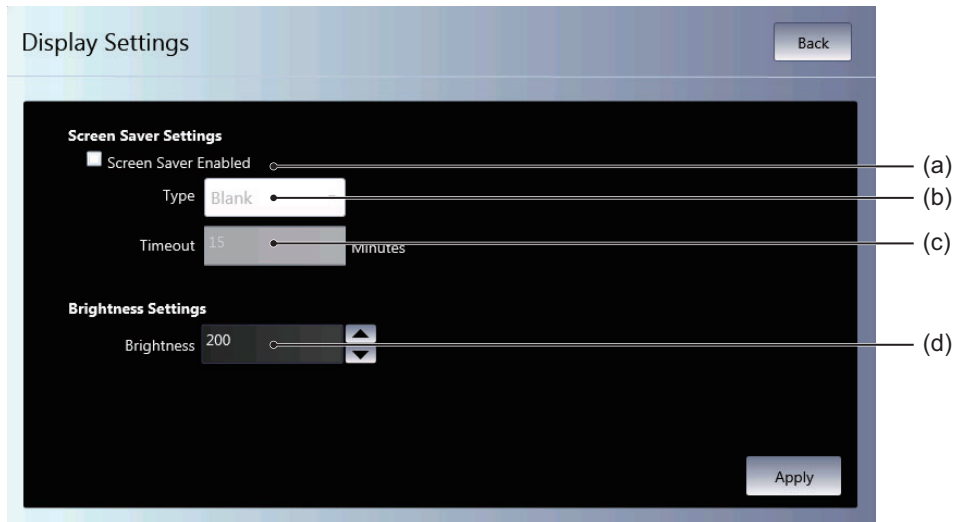 Display Settings
Back
Screen Saver Settings
Screen Saver Enabled
(a)
Type Blank
(b)
Timeout 15 Minutes
(c)
Brightness Settings
Brightness 200
(d)
Apply